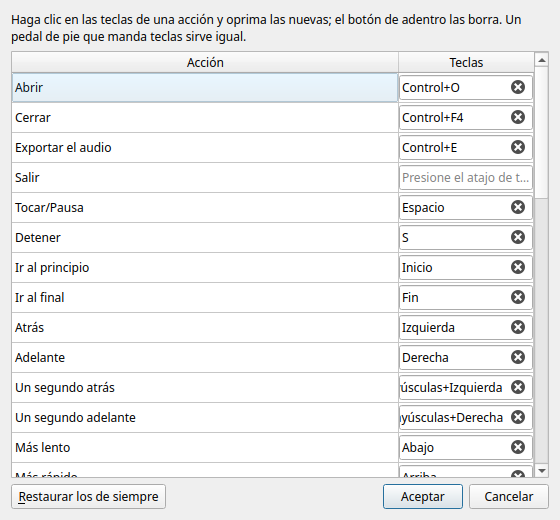 Haga clic en las teclas de una acción y oprima las nuevas; el botón de adentro las borra. Un
pedal de pie que manda teclas sirve igual.
Acción Teclas
Abrir Control+O
Cerrar Control+F4
Exportar el audio Control+E
Salir Presione el atajo de t...
Tocar/Pausa Espacio
Detener S
Ir al principio Inicio
Ir al final Fin
Atrás Izquierda
Adelante Derecha
Un segundo atrás úsculas+Izquierda
Un segundo adelante yúsculas+Derecha
Más lento Abajo
Más rápido Arriba
Restaurar los de siempre Aceptar Cancelar